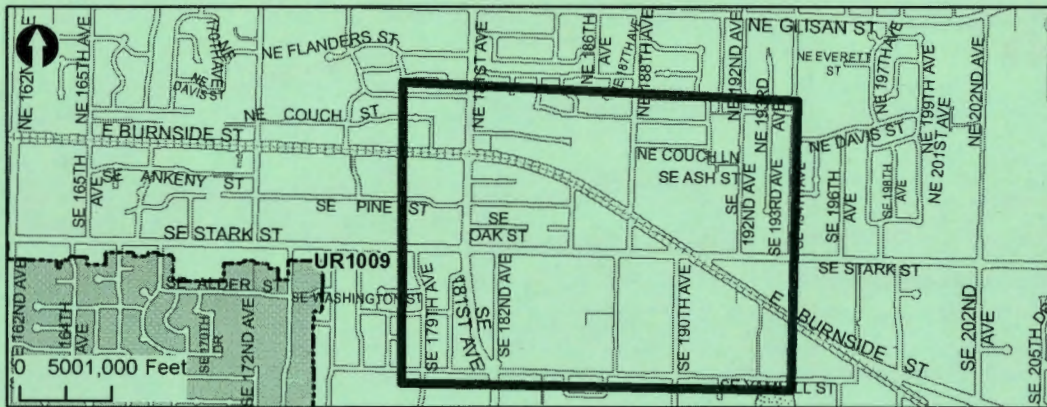 NE GLISAN ST
NE FLANDERS ST
NE 162ND
NE 165TH AVE
NE DAVIS ST
NE 181ST AVE
NE 186TH AVE
NE 187TH AVE
NE 188TH AVE
NE 192ND AVE
NE 193RD
NE EVERETT ST
NE 197TH AVE
NE 199TH AVE
NE 201ST AVE
NE 202ND AVE
NE COUCH ST
E BURNSIDE ST
NE DAVIS ST
NE COUCH LN
SE ASH ST
SE 165TH AVE
SE ANKENY ST
SE PINE ST
SE OAK ST
SE STARK ST
SE 192ND AVE
SE 193RD AVE
SE 196TH AVE
SE 198TH AVE
UR1009
SE STARK ST
SE ALDER ST
SE WASHINGTON ST
SE 162ND AVE
164TH AVE
SE 170TH DR
SE 172ND AVE
SE 179TH AVE
SE 181ST AVE
SE 182ND AVE
SE 190TH AVE
E BURNSIDE ST
SE 202ND AVE
SE 205TH
SE YAMHILL ST
0 5001,000 Feet